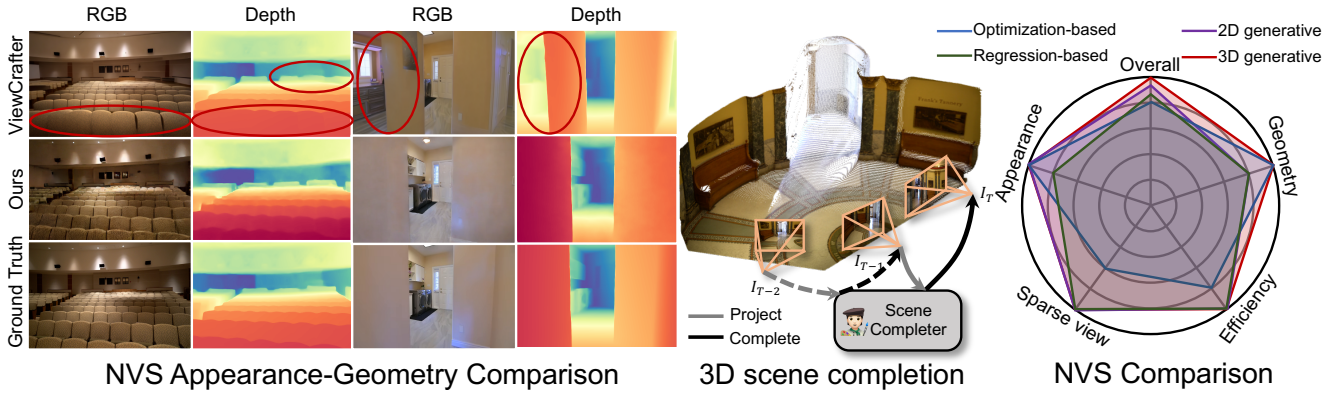 RGB
Depth
RGB
Depth
ViewCrafter
Ours
Ground Truth
NVS Appearance-Geometry Comparison
I_T
I_{T-1}
I_{T-2}
Project
Complete
Scene
Completer
3D scene completion
Optimization-based
Regression-based
2D generative
3D generative
Overall
Appearance
Geometry
Sparse view
Efficiency
NVS Comparison